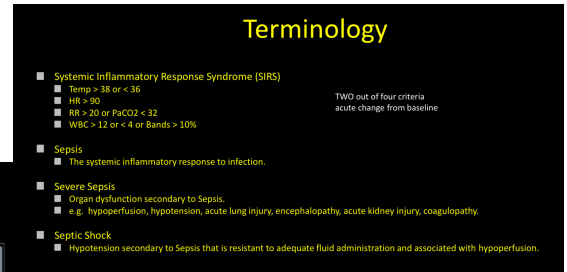 Terminology
Systemic Inflammatory Response Syndrome (SIRS)
Temp > 38 or < 36
HR > 90
RR > 20 or PaCO2 < 32
WBC > 12 or < 4 or Bands > 10%
TWO out of four criteria
acute change from baseline
Sepsis
The systemic inflammatory response to infection.
Severe Sepsis
Organ dysfunction secondary to Sepsis.
e.g. hypoperfusion, hypotension, acute lung injury, encephalopathy, acute kidney injury, coagulopathy.
Septic Shock
Hypotension secondary to Sepsis that is resistant to adequate fluid administration and associated with hypoperfusion.